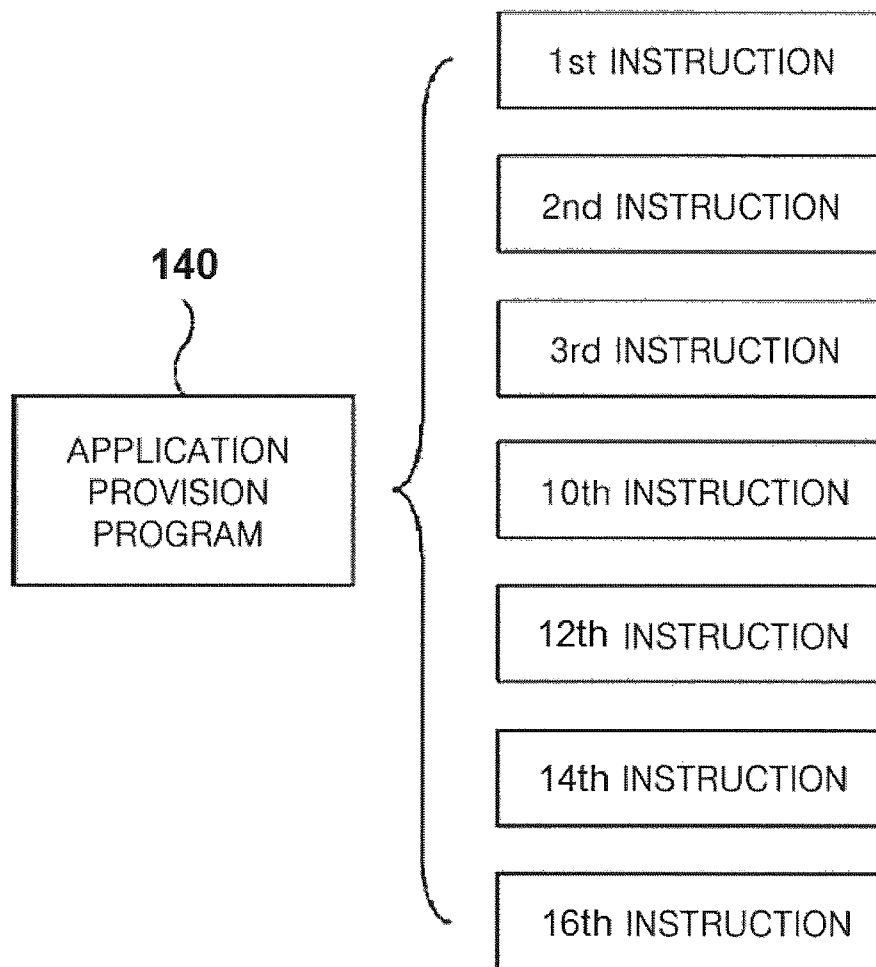 140
APPLICATION
PROVISION
PROGRAM
1st INSTRUCTION
2nd INSTRUCTION
3rd INSTRUCTION
10th INSTRUCTION
12th INSTRUCTION
14th INSTRUCTION
16th INSTRUCTION